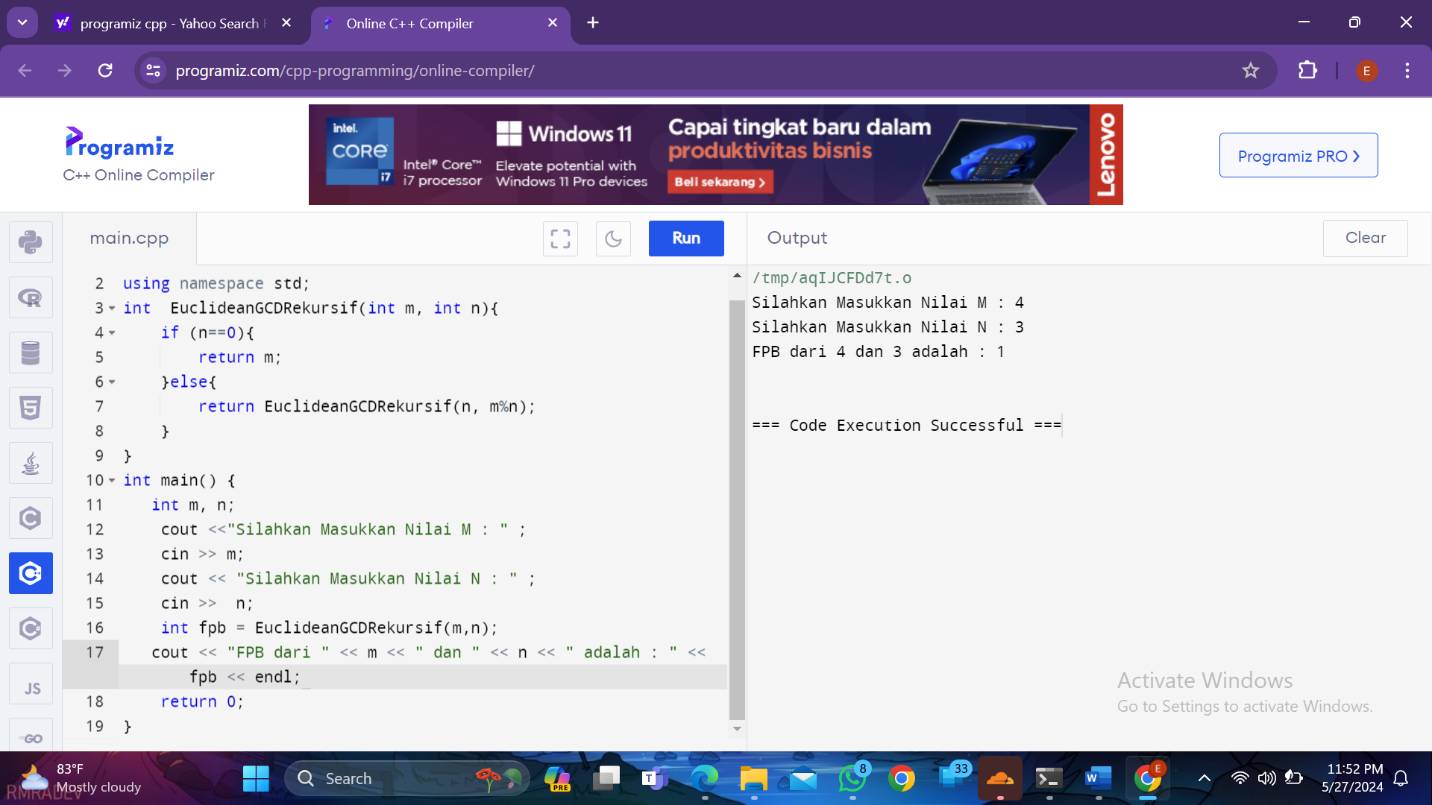 programiz cpp - Yahoo Search
Online C++ Compiler
programiz.com/cpp-programming/online-compiler/
E
Programiz
C++ Online Compiler
intel.
CORE
i7
Intel® Core™
i7 processor
Windows 11
Elevate potential with
Windows 11 Pro devices
Capai tingkat baru dalam
produktivitas bisnis
Beli sekarang >
Lenovo
Programiz PRO >
main.cpp
Run
Output
Clear
2 using namespace std;
3 int  EuclideanGCDRekursif(int m, int n){
4     if (n==0){
5         return m;
6     }else{
7         return EuclideanGCDRekursif(n, m%n);
8     }
9 }
10 int main() {
11    int m, n;
12     cout <<"Silahkan Masukkan Nilai M : " ;
13     cin >> m;
14     cout << "Silahkan Masukkan Nilai N : " ;
15     cin >>  n;
16     int fpb = EuclideanGCDRekursif(m,n);
17    cout << "FPB dari " << m << " dan " << n << " adalah : " <<
fpb << endl;
18     return 0;
19 }
/tmp/aqIJCFDd7t.o
Silahkan Masukkan Nilai M : 4
Silahkan Masukkan Nilai N : 3
FPB dari 4 dan 3 adalah : 1
=== Code Execution Successful ===
JS
GO
Activate Windows
Go to Settings to activate Windows.
83°F
Mostly cloudy
RMRADEV
Search
PRE
T
8
33
W
E
11:52 PM
5/27/2024